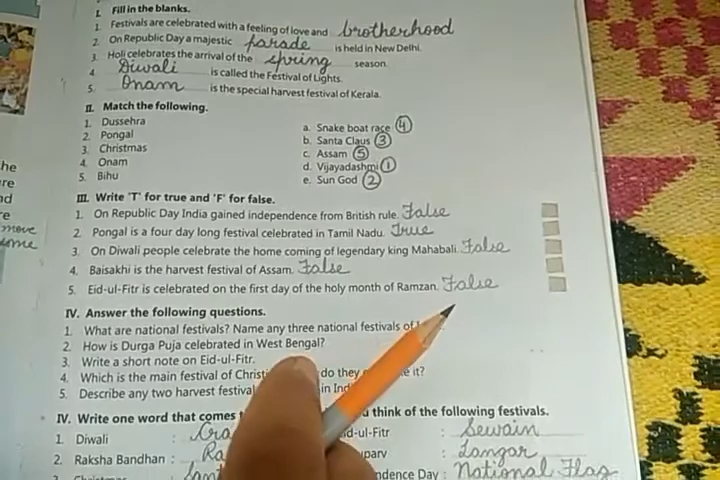 I. Fill in the blanks.
1. Festivals are celebrated with a feeling of love and brotherhood
2. On Republic Day a majestic parade is held in New Delhi.
3. Holi celebrates the arrival of the spring season.
4. Diwali is called the Festival of Lights.
5. Onam is the special harvest festival of Kerala.
II. Match the following.
1. Dussehra
2. Pongal
3. Christmas
4. Onam
5. Bihu
a. Snake boat race 4
b. Santa Claus 3
c. Assam 5
d. Vijayadashmi 1
e. Sun God 2
III. Write 'T' for true and 'F' for false.
1. On Republic Day India gained independence from British rule. False
2. Pongal is a four day long festival celebrated in Tamil Nadu. True
3. On Diwali people celebrate the home coming of legendary king Mahabali. False
4. Baisakhi is the harvest festival of Assam. False
5. Eid-ul-Fitr is celebrated on the first day of the holy month of Ramzan. False
IV. Answer the following questions.
1. What are national festivals? Name any three national festivals of
2. How is Durga Puja celebrated in West Bengal?
3. Write a short note on Eid-ul-Fitr.
4. Which is the main festival of do they it?
5. Describe any two harvest in
IV. Write one word that comes think of the following festivals.
1. Diwali :
: Sewain
2. Raksha Bandhan :
: Langar
Day : National Flag
move